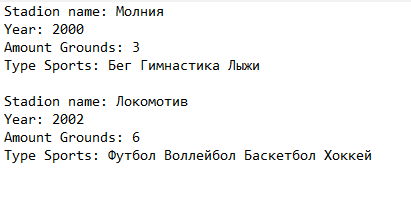 Stadion name: Молния
Year: 2000
Amount Grounds: 3
Type Sports: Бег Гимнастика Лыжи
Stadion name: Локомотив
Year: 2002
Amount Grounds: 6
Type Sports: Футбол Воллейбол Баскетбол Хоккей